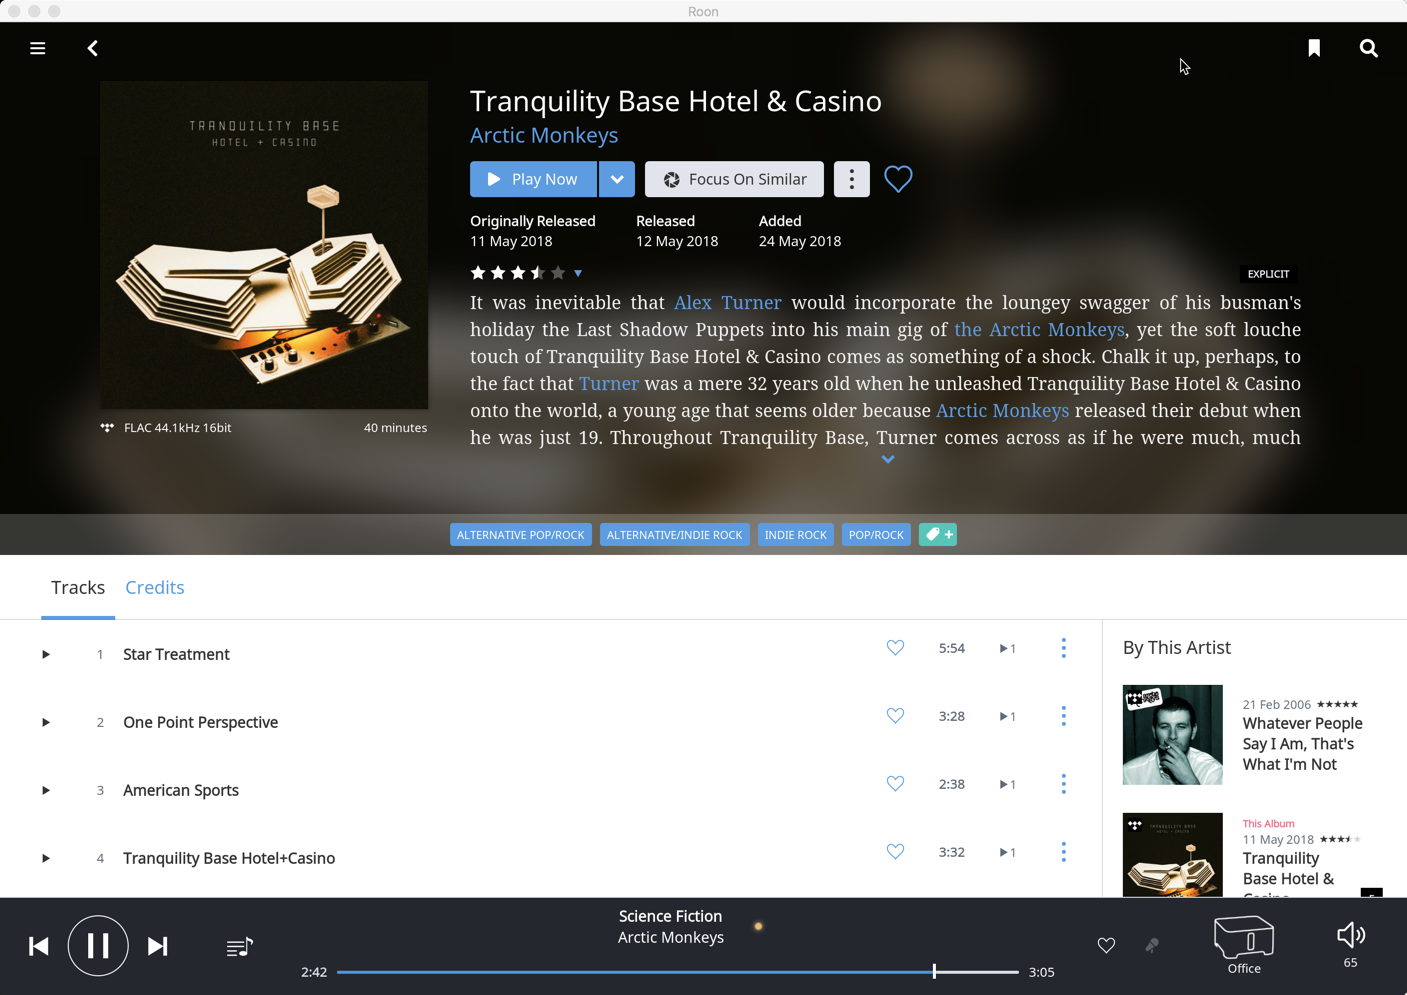 Roon
TRANQUILITY BASE
HOTEL + CASINO
FLAC 44.1kHz 16bit
40 minutes
Tranquility Base Hotel & Casino
Arctic Monkeys
Play Now
Focus On Similar
Originally Released
11 May 2018
Released
12 May 2018
Added
24 May 2018
EXPLICIT
It was inevitable that Alex Turner would incorporate the loungey swagger of his busman's
holiday the Last Shadow Puppets into his main gig of the Arctic Monkeys, yet the soft louche
touch of Tranquility Base Hotel & Casino comes as something of a shock. Chalk it up, perhaps, to
the fact that Turner was a mere 32 years old when he unleashed Tranquility Base Hotel & Casino
onto the world, a young age that seems older because Arctic Monkeys released their debut when
he was just 19. Throughout Tranquility Base, Turner comes across as if he were much, much
ALTERNATIVE POP/ROCK
ALTERNATIVE/INDIE ROCK
INDIE ROCK
POP/ROCK
+
Tracks
Credits
1 Star Treatment 5:54 1
2 One Point Perspective 3:28 1
3 American Sports 2:38 1
4 Tranquility Base Hotel+Casino 3:32 1
By This Artist
21 Feb 2006
Whatever People
Say I Am, That's
What I'm Not
TRANQUILITY BASE
HOTEL + CASINO
This Album
11 May 2018
Tranquility
Base Hotel &
Casino
Science Fiction
Arctic Monkeys
2:42
3:05
Office
65